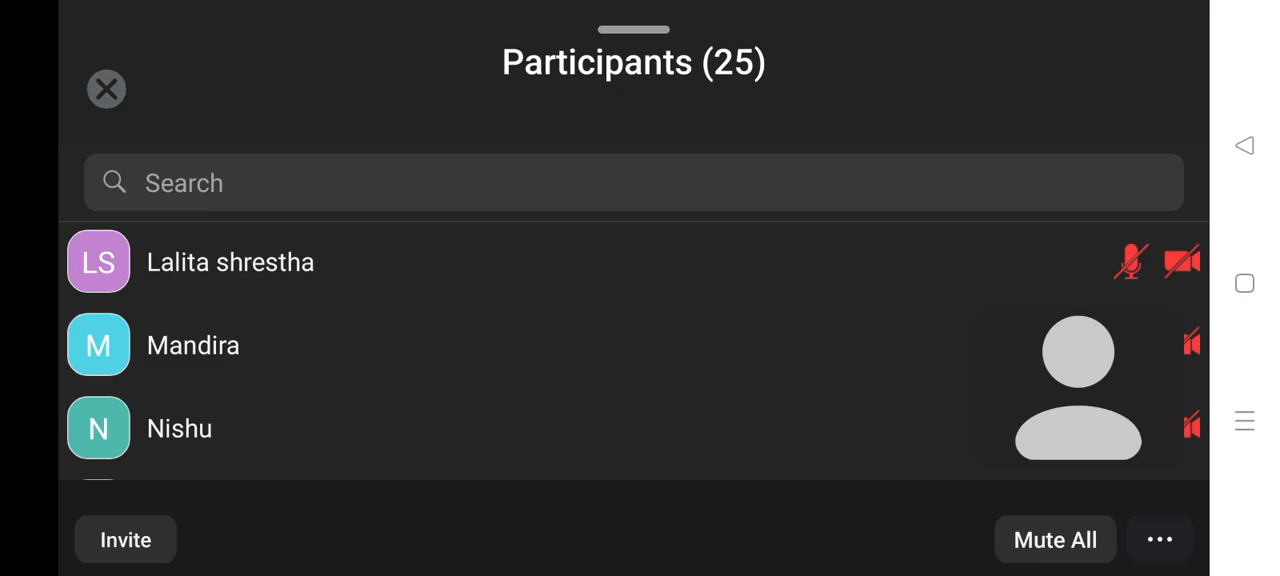 Participants (25)
Search
LS Lalita shrestha
M Mandira
N Nishu
Invite Mute All